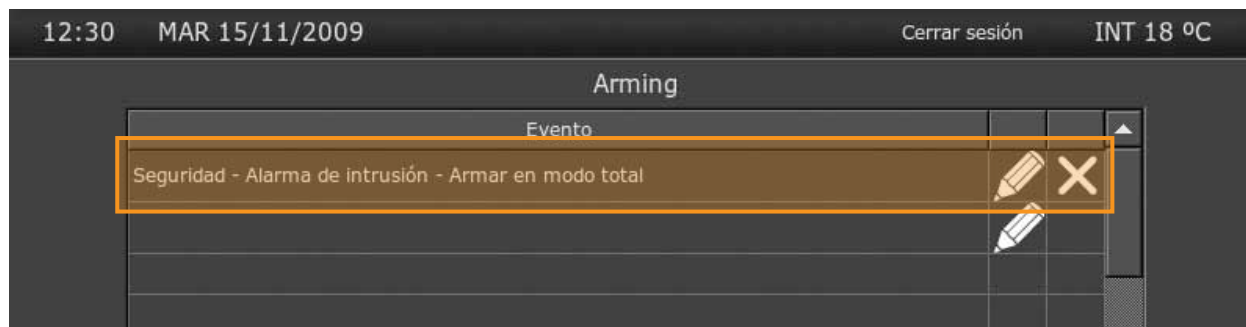 12:30 MAR 15/11/2009 Cerrar sesión INT 18 ºC
Arming
Evento
Seguridad - Alarma de intrusión - Armar en modo total